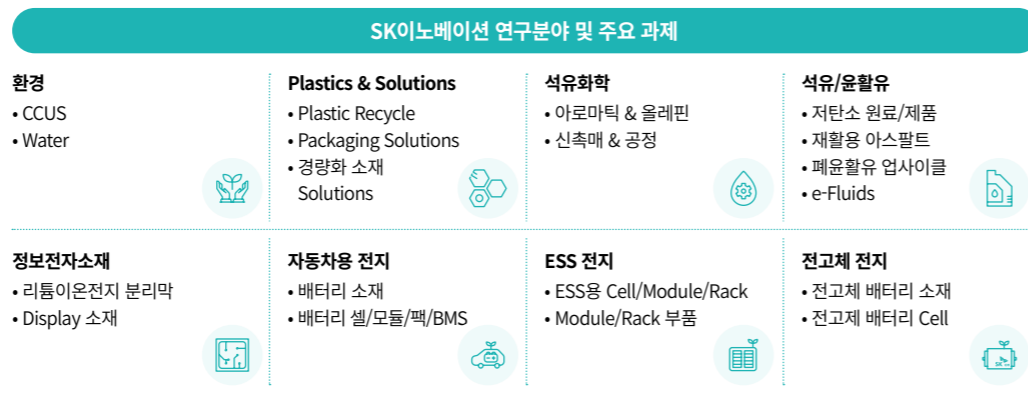 SK이노베이션 연구분야 및 주요 과제
환경
• CCUS
• Water
Plastics & Solutions
• Plastic Recycle
• Packaging Solutions
• 경량화 소재
Solutions
석유화학
• 아로마틱 & 올레핀
• 신촉매 & 공정
석유/윤활유
• 저탄소 원료/제품
• 재활용 아스팔트
• 폐윤활유 업사이클
• e-Fluids
정보전자소재
• 리튬이온전지 분리막
• Display 소재
자동차용 전지
• 배터리 소재
• 배터리 셀/모듈/팩/BMS
ESS 전지
• ESS용 Cell/Module/Rack
• Module/Rack 부품
전고체 전지
• 전고체 배터리 소재
• 전고제 배터리 Cell
SK